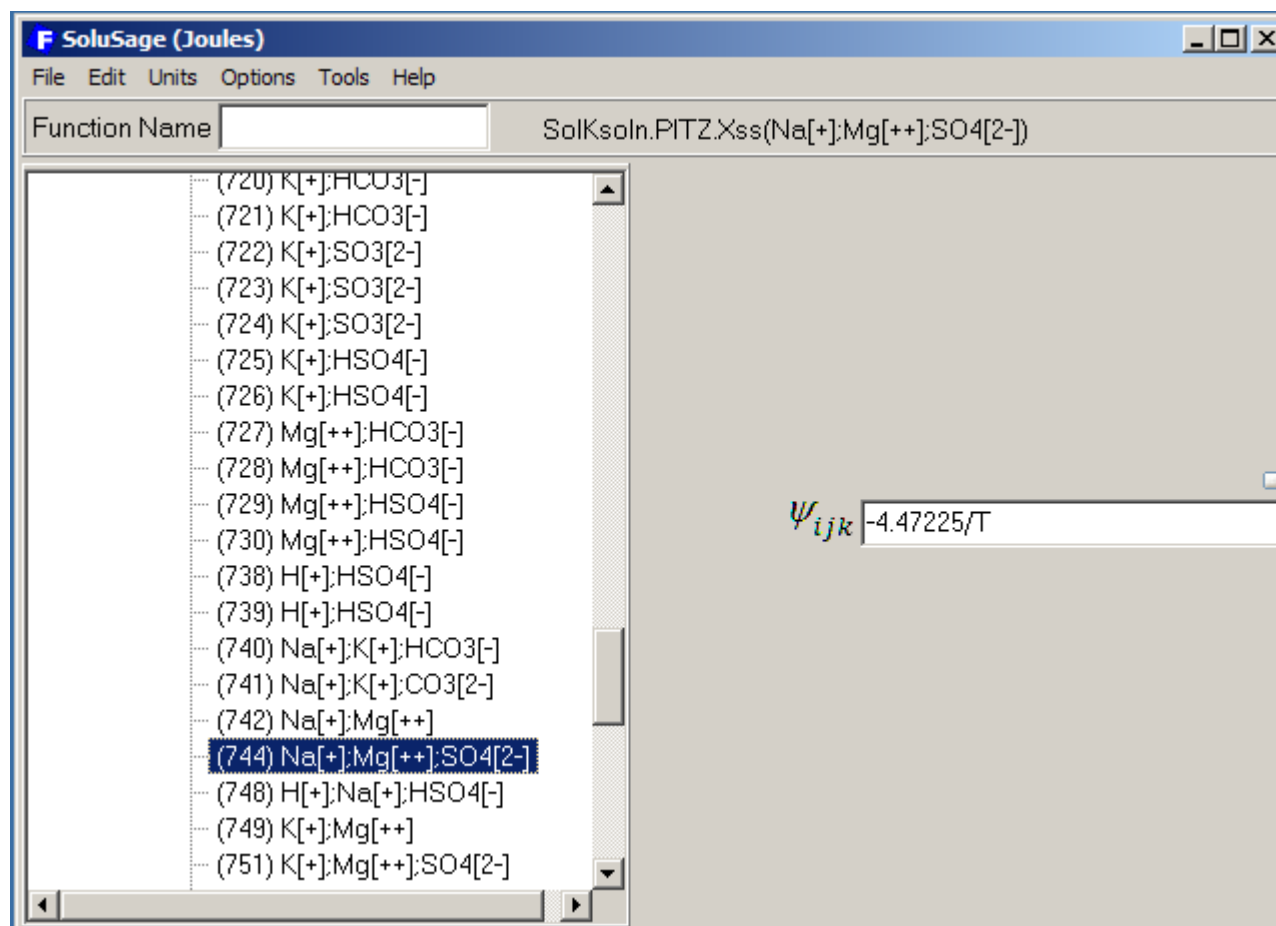 F SoluSage (Joules)
File Edit Units Options Tools Help
Function Name SolKsoln.PITZ.Xss(Na[+];Mg[++];SO4[2-])
(720) K[+];HCO3[-]
(721) K[+];HCO3[-]
(722) K[+];SO3[2-]
(723) K[+];SO3[2-]
(724) K[+];SO3[2-]
(725) K[+];HSO4[-]
(726) K[+];HSO4[-]
(727) Mg[++];HCO3[-]
(728) Mg[++];HCO3[-]
(729) Mg[++];HSO4[-]
(730) Mg[++];HSO4[-]
(738) H[+];HSO4[-]
(739) H[+];HSO4[-]
(740) Na[+];K[+];HCO3[-]
(741) Na[+];K[+];CO3[2-]
(742) Na[+];Mg[++]
(744) Na[+];Mg[++];SO4[2-]
(748) H[+];Na[+];HSO4[-]
(749) K[+];Mg[++]
(751) K[+];Mg[++];SO4[2-]
Ψijk -4.47225/T